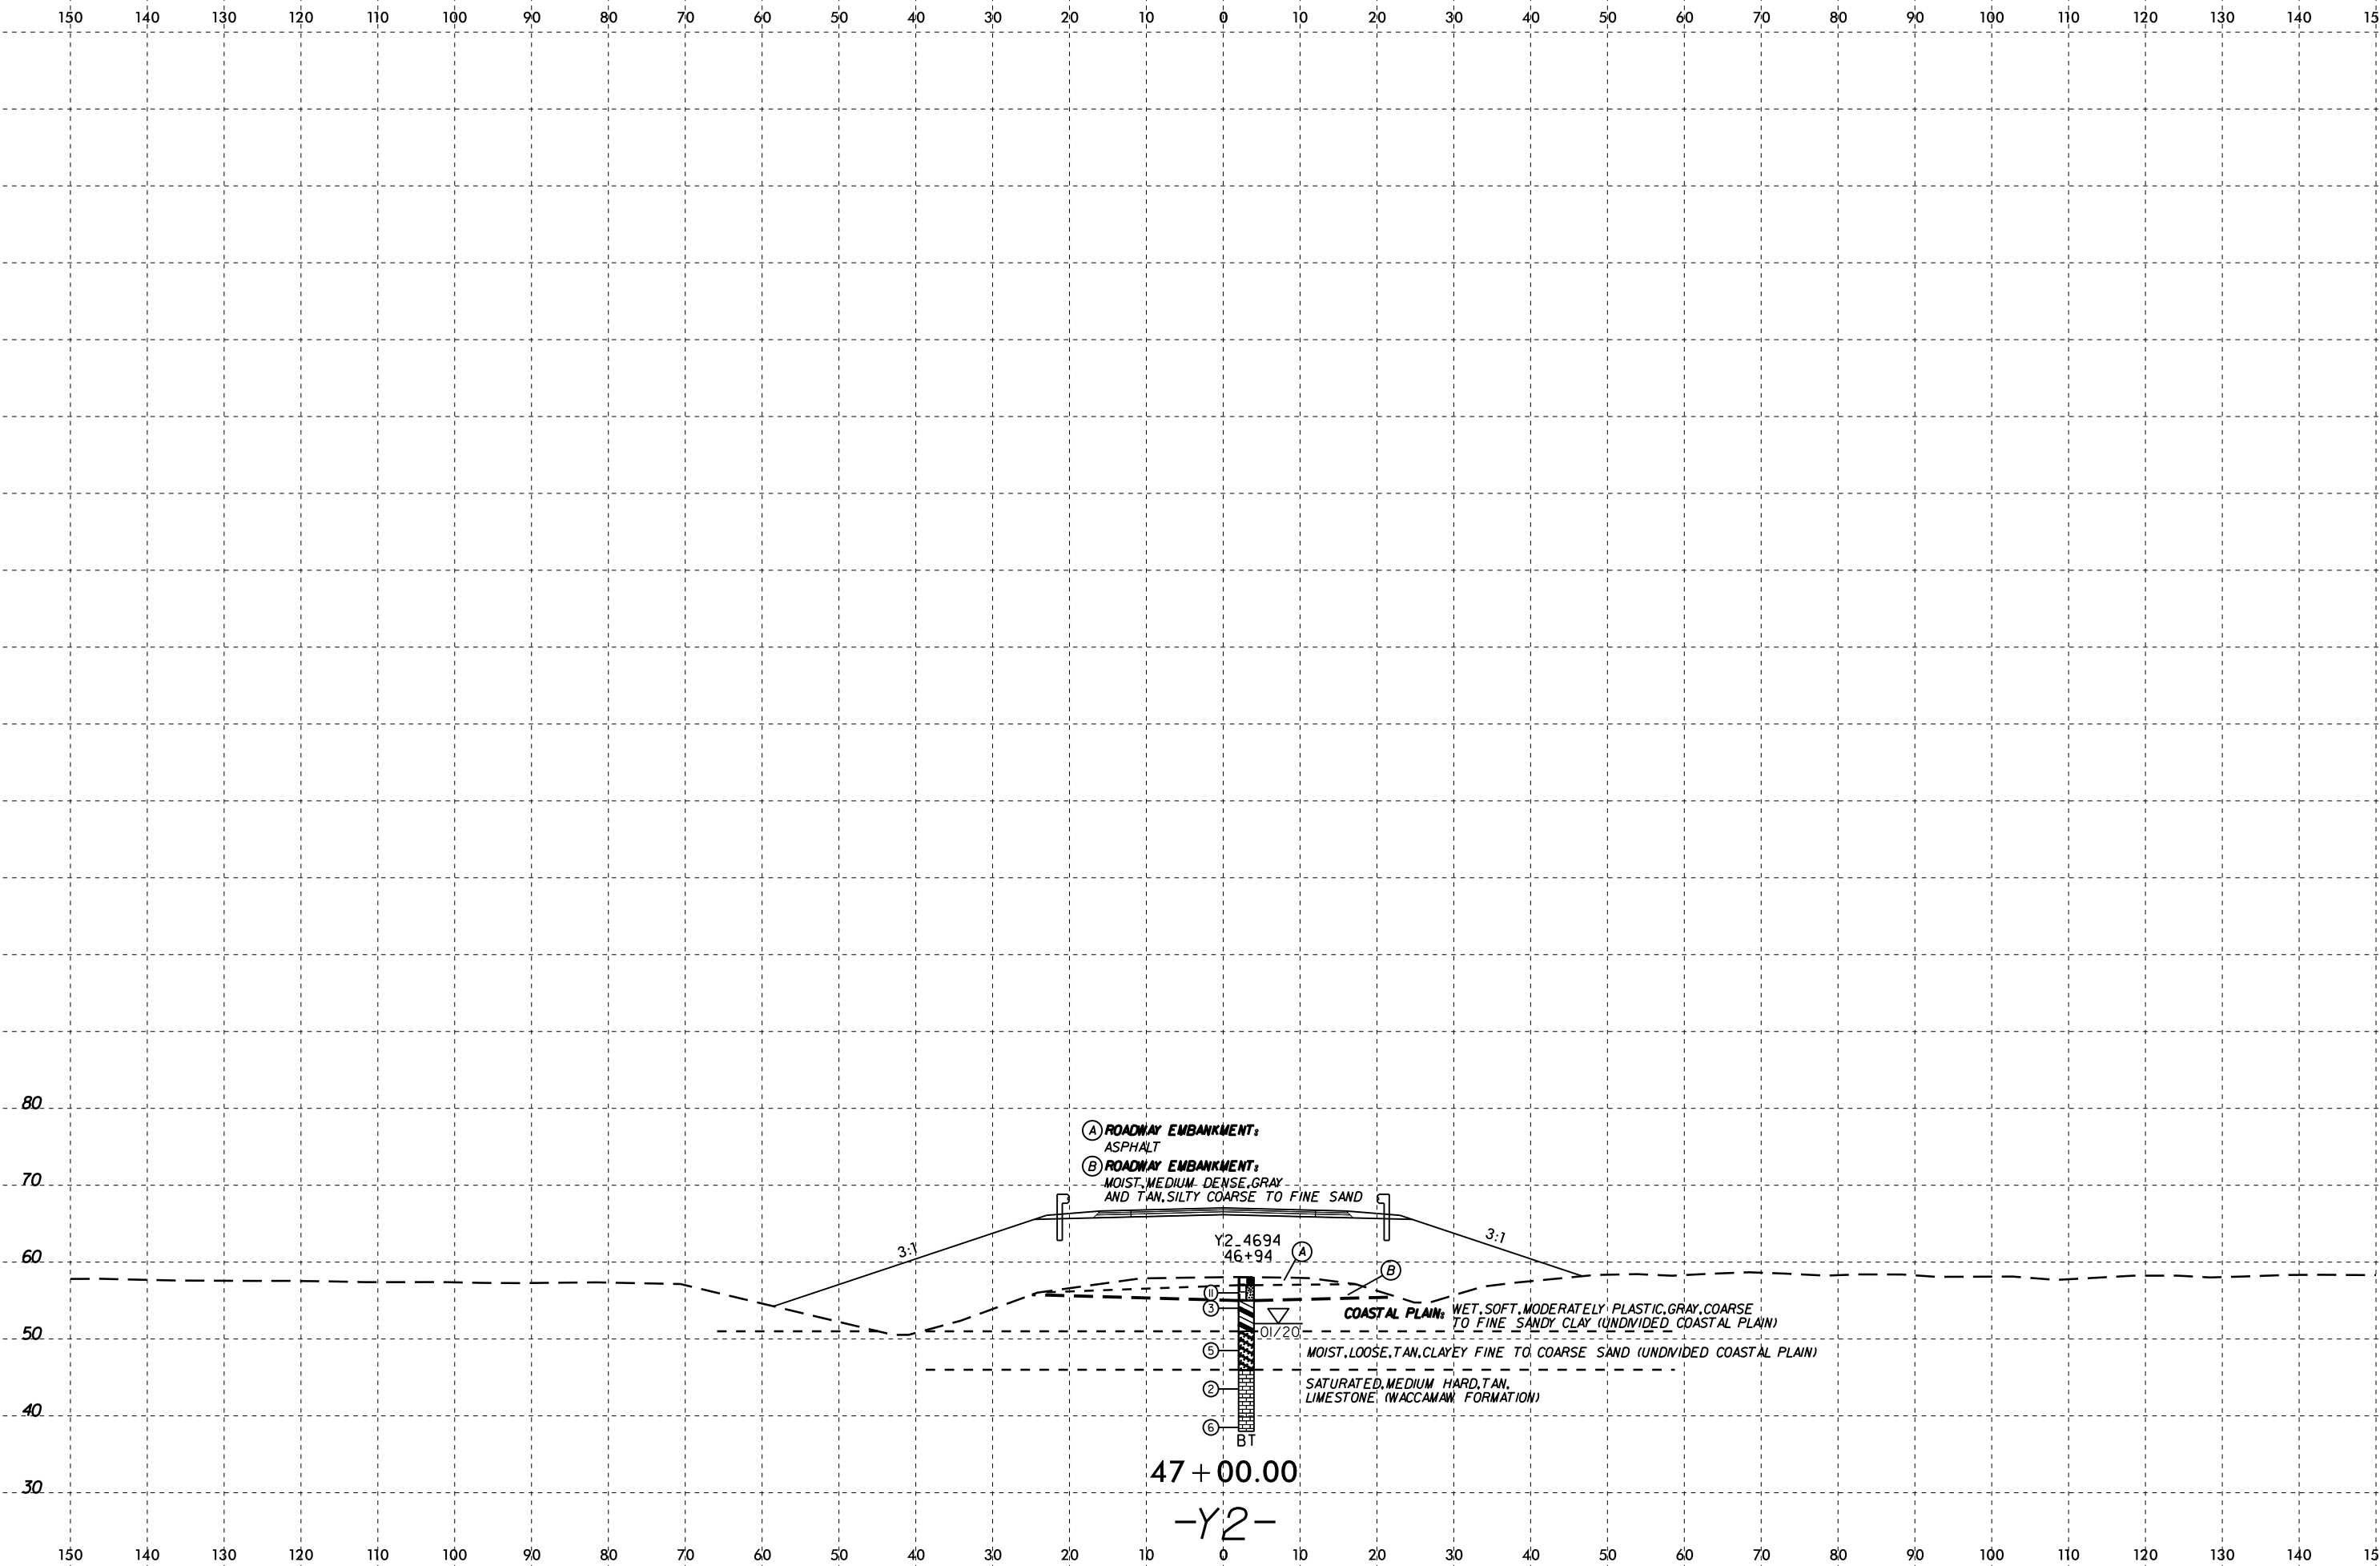 150 140 130 120 110 100 90 80 70 60 50 40 30 20 10 0 10 20 30 40 50 60 70 80 90 100 110 120 130 140 15
80
A ROADWAY EMBANKMENT:
ASPHALT
B ROADWAY EMBANKMENT:
70
MOIST, MEDIUM DENSE, GRAY
AND TAN, SILTY COARSE TO FINE SAND
3:1
3:1
Y2_4694
46+94
60
A
B
11
3
COASTAL PLAIN: WET, SOFT, MODERATELY PLASTIC, GRAY, COARSE
TO FINE SANDY CLAY (UNDIVIDED COASTAL PLAIN)
01/20
50
5
MOIST, LOOSE, TAN, CLAYEY FINE TO COARSE SAND (UNDIVIDED COASTAL PLAIN)
2
SATURATED, MEDIUM HARD, TAN,
LIMESTONE (WACCAMAW FORMATION)
40
6
BT
47+00.00
30
-Y2-
150 140 130 120 110 100 90 80 70 60 50 40 30 20 10 0 10 20 30 40 50 60 70 80 90 100 110 120 130 140 15